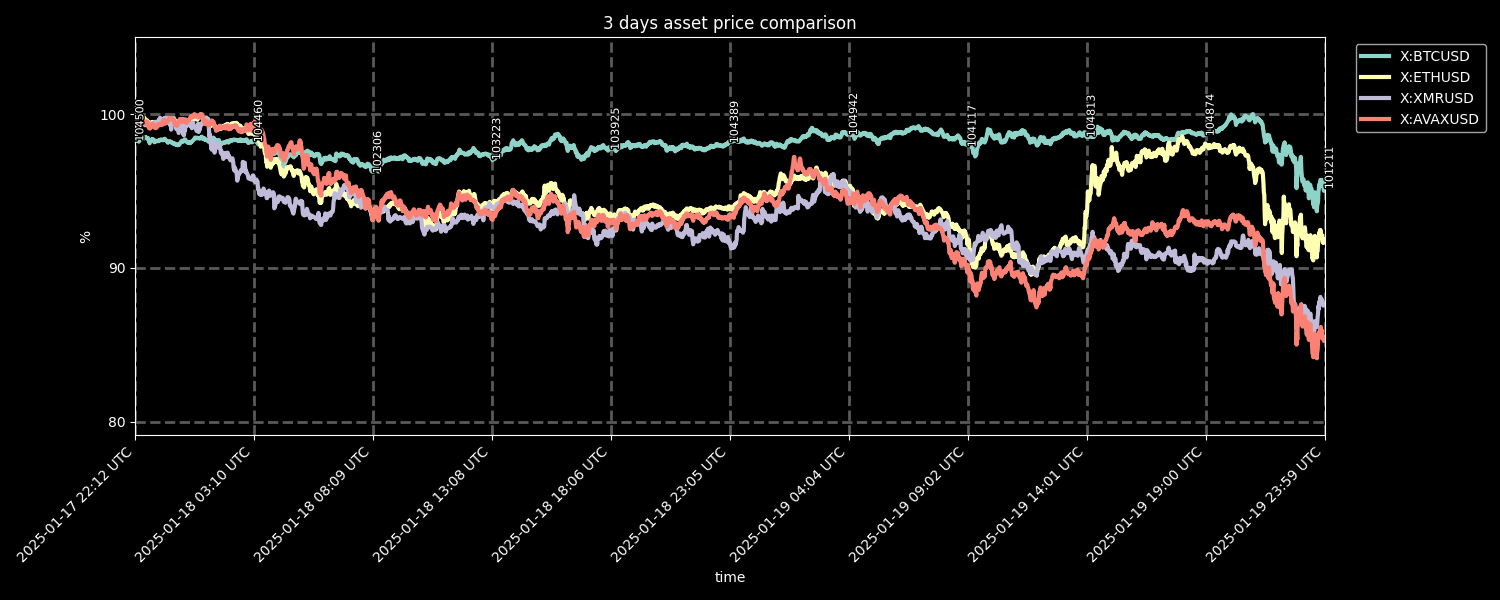 3 days asset price comparison
X:BTCUSD
X:ETHUSD
X:XMRUSD
X:AVAXUSD
100
90
80
%
104500
104460
102306
103223
103925
104389
104942
104117
104813
104874
101211
2025-01-17 22:12 UTC
2025-01-18 03:10 UTC
2025-01-18 08:09 UTC
2025-01-18 13:08 UTC
2025-01-18 18:06 UTC
2025-01-18 23:05 UTC
2025-01-19 04:04 UTC
2025-01-19 09:02 UTC
2025-01-19 14:01 UTC
2025-01-19 19:00 UTC
2025-01-19 23:59 UTC
time